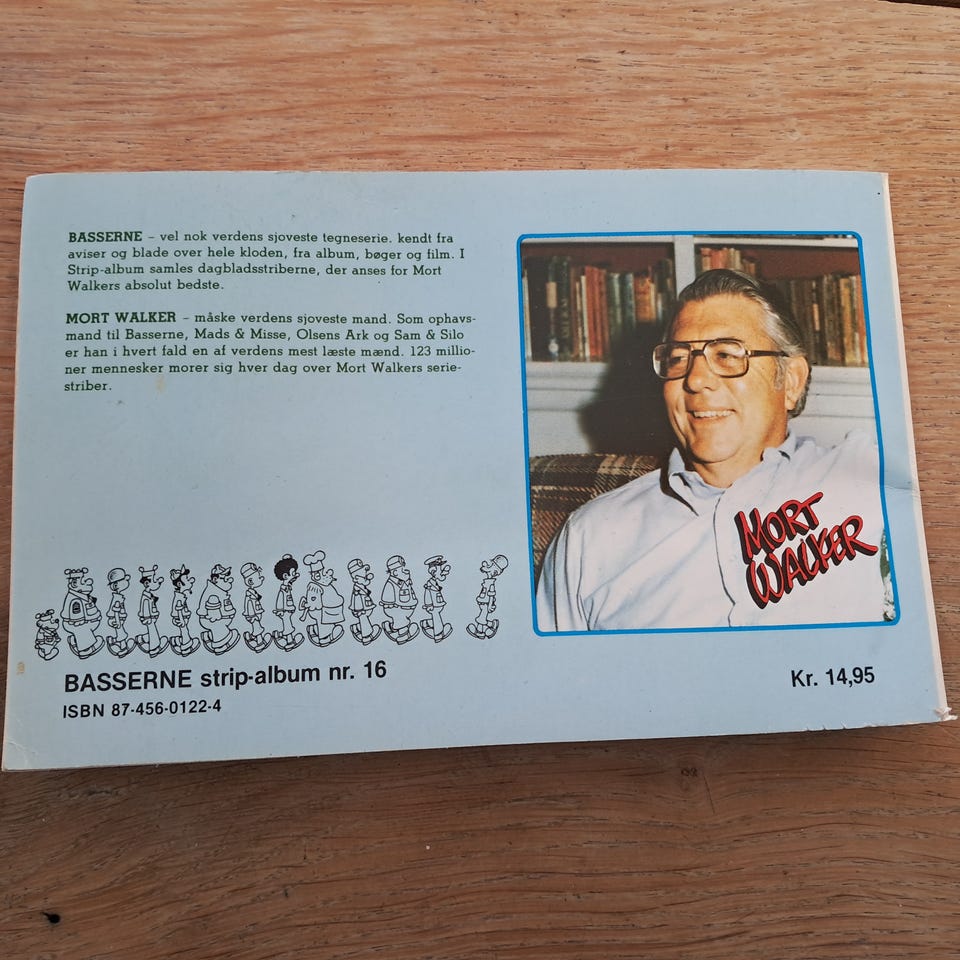 BASSERNE – vel nok verdens sjoveste tegneserie. kendt fra
aviser og blade over hele kloden, fra album, bøger og film. I
Strip-album samles dagbladsstriberne, der anses for Mort
Walkers absolut bedste.
MORT WALKER – måske verdens sjoveste mand. Som ophavs-
mand til Basserne, Mads & Misse, Olsens Ark og Sam & Silo
er han i hvert fald en af verdens mest læste mænd. 123 millio-
ner mennesker morer sig hver dag over Mort Walkers serie-
striber.
MORT
WALKER
BASSERNE strip-album nr. 16
ISBN 87-456-0122-4
Kr. 14,95